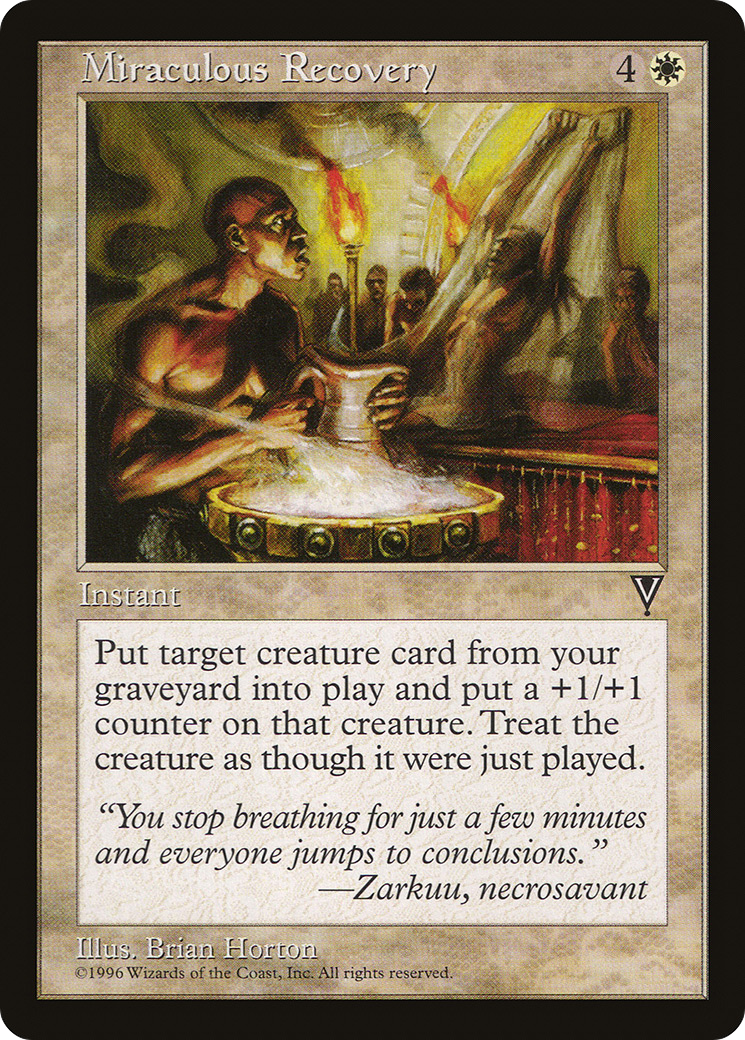 Miraculous Recovery 4
Instant
Put target creature card from your
graveyard into play and put a +1/+1
counter on that creature. Treat the
creature as though it were just played.
“You stop breathing for just a few minutes
and everyone jumps to conclusions.”
—Zarkuu, necrosavant
Illus. Brian Horton
©1996 Wizards of the Coast, Inc. All rights reserved.